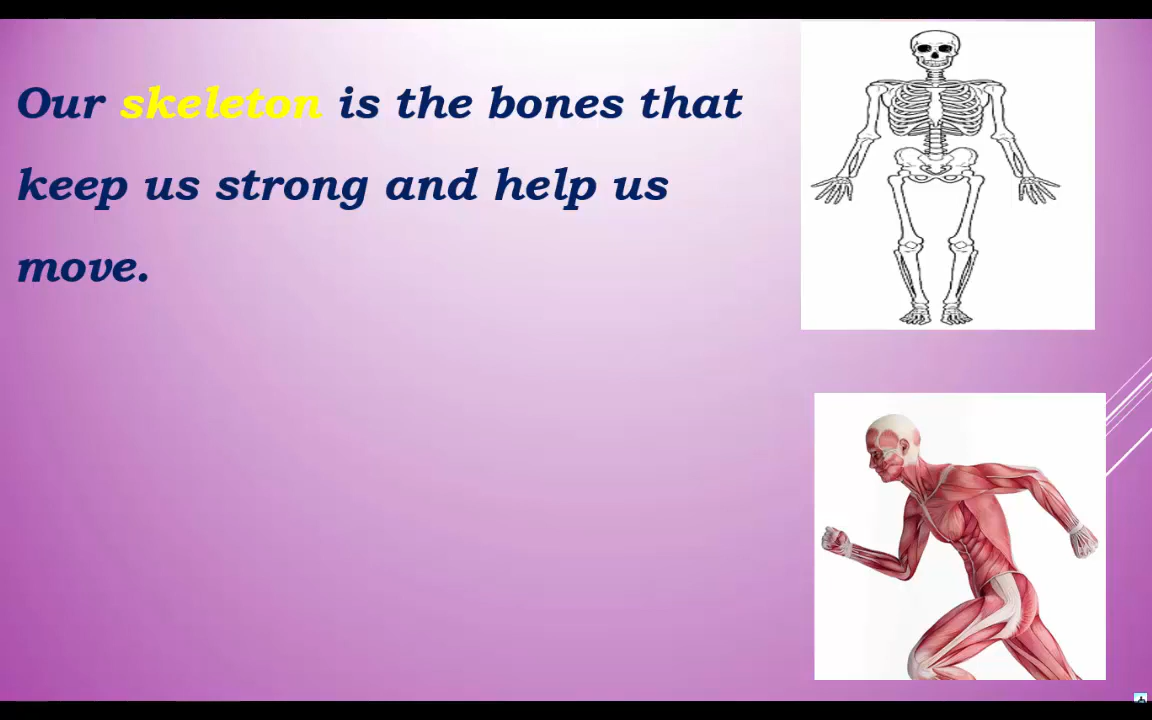 Our skeleton is the bones that
keep us strong and help us
move.